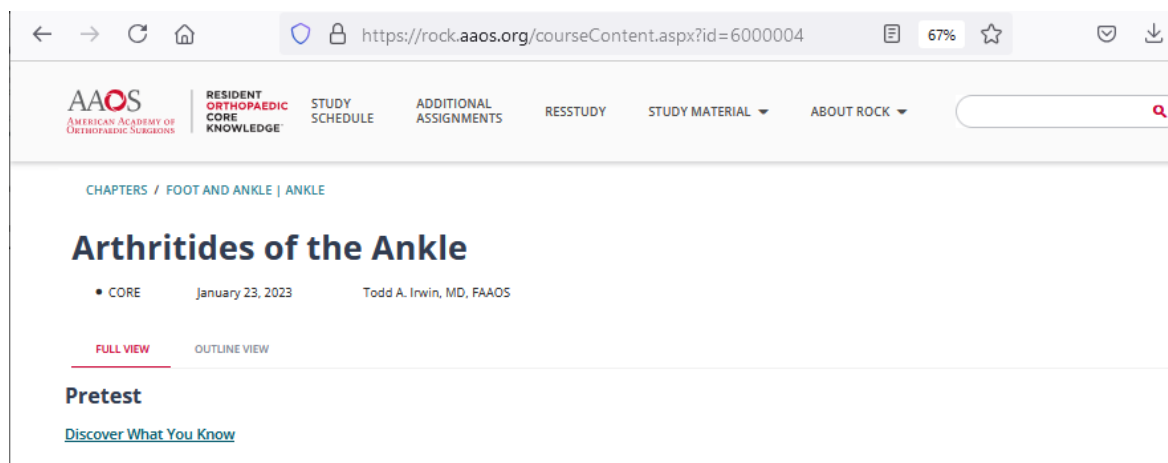 https://rock.aaos.org/courseContent.aspx?id=6000004
67%
AAOS
AMERICAN ACADEMY OF
ORTHOPAEDIC SURGEONS
RESIDENT
ORTHOPAEDIC
CORE
KNOWLEDGE
STUDY
SCHEDULE
ADDITIONAL
ASSIGNMENTS
RESSTUDY
STUDY MATERIAL
ABOUT ROCK
CHAPTERS / FOOT AND ANKLE | ANKLE
Arthritides of the Ankle
• CORE January 23, 2023 Todd A. Irwin, MD, FAAOS
FULL VIEW OUTLINE VIEW
Pretest
Discover What You Know